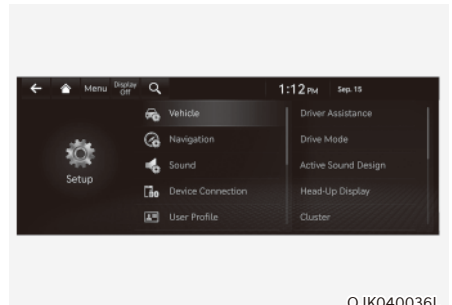 Menu Display Off 1:12 PM Sep. 15
Vehicle Driver Assistance
Navigation Drive Mode
Setup Sound Active Sound Design
Device Connection Head-Up Display
User Profile Cluster
OJK040036L